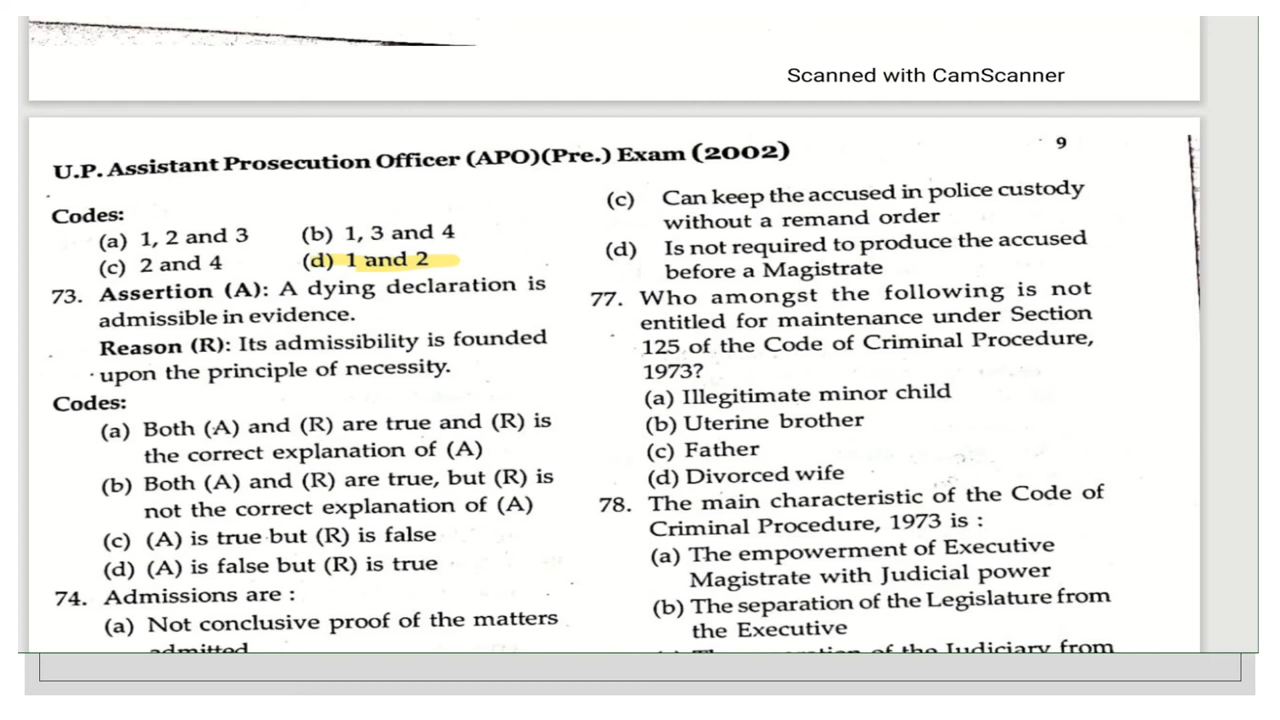 Scanned with CamScanner
U.P. Assistant Prosecution Officer (APO)(Pre.) Exam (2002)
9
Codes:
(a) 1, 2 and 3 (b) 1, 3 and 4
(c) 2 and 4 (d) 1 and 2
73. Assertion (A): A dying declaration is
admissible in evidence.
Reason (R): Its admissibility is founded
upon the principle of necessity.
Codes:
(a) Both (A) and (R) are true and (R) is
the correct explanation of (A)
(b) Both (A) and (R) are true, but (R) is
not the correct explanation of (A)
(c) (A) is true but (R) is false
(d) (A) is false but (R) is true
74. Admissions are :
(a) Not conclusive proof of the matters
admitted
(c) Can keep the accused in police custody
without a remand order
(d) Is not required to produce the accused
before a Magistrate
77. Who amongst the following is not
entitled for maintenance under Section
125 of the Code of Criminal Procedure,
1973?
(a) Illegitimate minor child
(b) Uterine brother
(c) Father
(d) Divorced wife
78. The main characteristic of the Code of
Criminal Procedure, 1973 is :
(a) The empowerment of Executive
Magistrate with Judicial power
(b) The separation of the Legislature from
the Executive
of the Judiciary from